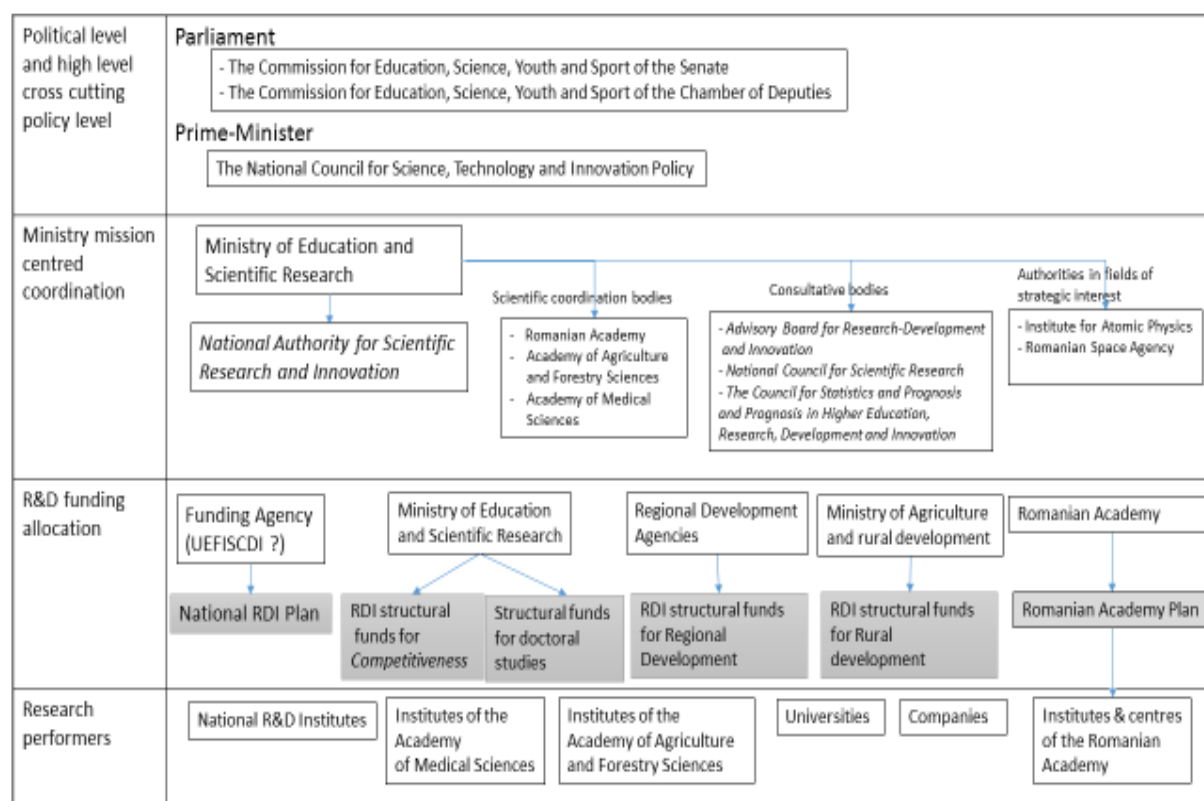 Political level
and high level
cross cutting
policy level
Parliament
- The Commission for Education, Science, Youth and Sport of the Senate
- The Commission for Education, Science, Youth and Sport of the Chamber of Deputies
Prime-Minister
The National Council for Science, Technology and Innovation Policy
Ministry mission
centred
coordination
Ministry of Education and
Scientific Research
National Authority for Scientific
Research and Innovation
Scientific coordination bodies
- Romanian Academy
- Academy of Agriculture
and Forestry Sciences
- Academy of Medical
Sciences
Consultative bodies
- Advisory Board for Research-Development
and Innovation
- National Council for Scientific Research
- The Council for Statistics and Prognosis
and Prognosis in Higher Education,
Research, Development and Innovation
Authorities in fields of
strategic interest
- Institute for Atomic Physics
- Romanian Space Agency
R&D funding
allocation
Funding Agency
(UEFISCDI ?)
Ministry of Education
and Scientific Research
Regional Development
Agencies
Ministry of Agriculture
and rural development
Romanian Academy
National RDI Plan
RDI structural
funds for
Competitiveness
Structural funds
for doctoral
studies
RDI structural funds
for Regional
Development
RDI structural funds
for Rural
development
Romanian Academy Plan
Research
performers
National R&D Institutes
Institutes of the
Academy
of Medical Sciences
Institutes of the
Academy of Agriculture
and Forestry Sciences
Universities
Companies
Institutes & centres
of the Romanian
Academy